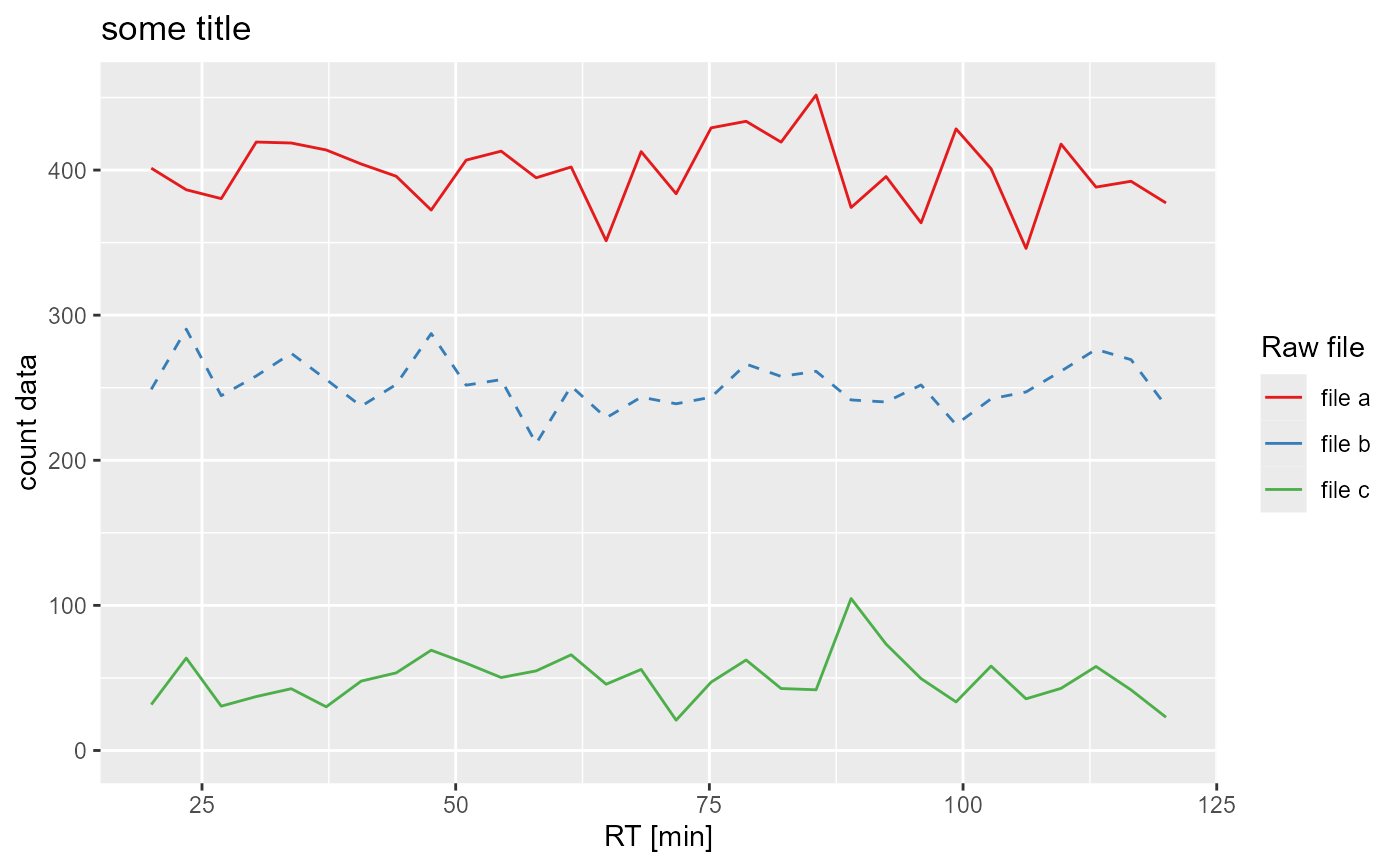 some title
400
300
200
100
0
count data
25
50
75
100
125
RT [min]
Raw file
file a
file b
file c